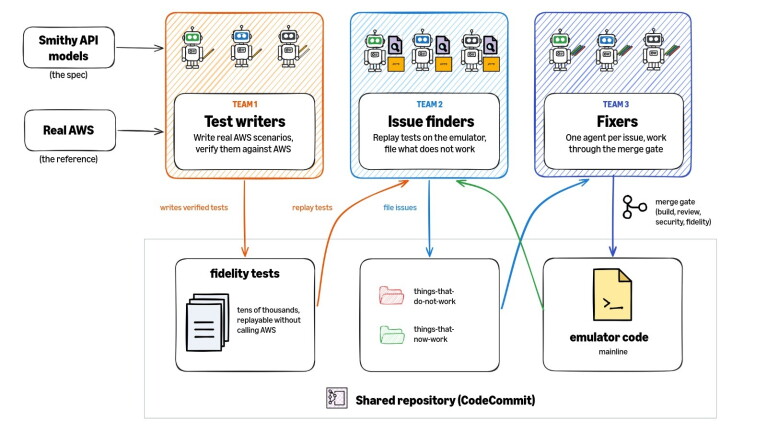 Smithy API
models
(the spec)
Real AWS
(the reference)
TEAM 1
Test writers
Write real AWS scenarios,
verify them against AWS
TEAM 2
Issue finders
Replay tests on the emulator,
file what does not work
TEAM 3
Fixers
One agent per issue, work
through the merge gate
writes verified tests
replay tests
file issues
merge gate
(build, review,
security, fidelity)
fidelity tests
tens of thousands,
replayable without
calling AWS
things-that-
do-not-work
things-that-
now-work
emulator code
mainline
Shared repository (CodeCommit)